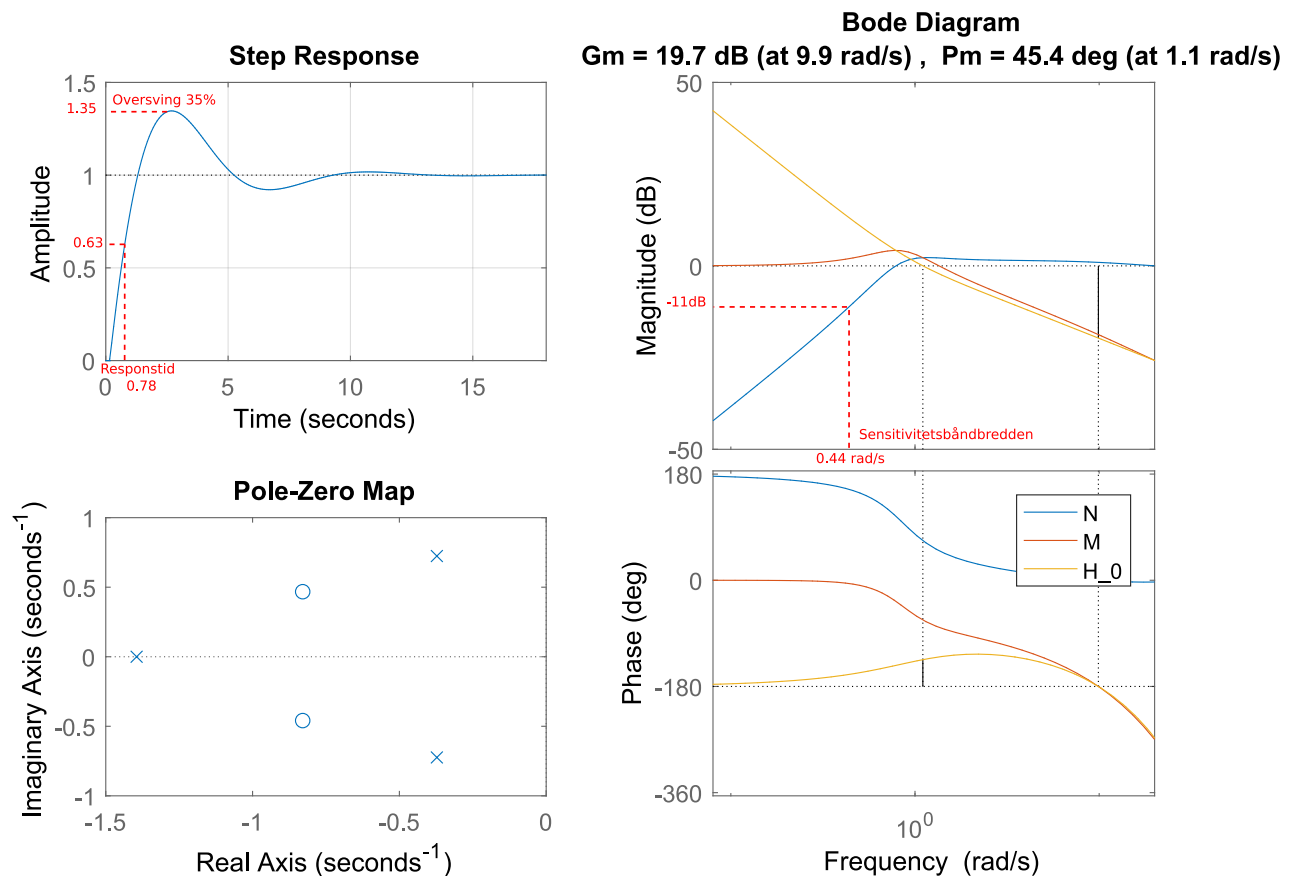 Step Response
1.5
1.35
Oversving 35%
1
0.63
0.5
0
Amplitude
Responstid
0.78
0
5
10
15
Time (seconds)
Pole-Zero Map
1
0.5
0
-0.5
-1
Imaginary Axis (seconds⁻¹)
-1.5
-1
-0.5
0
Real Axis (seconds⁻¹)
Bode Diagram
Gm = 19.7 dB (at 9.9 rad/s) , Pm = 45.4 deg (at 1.1 rad/s)
50
0
-11dB
-50
Magnitude (dB)
Sensitivitetsbåndbredden
0.44 rad/s
180
0
-180
-360
Phase (deg)
N
M
H_0
10⁰
Frequency (rad/s)